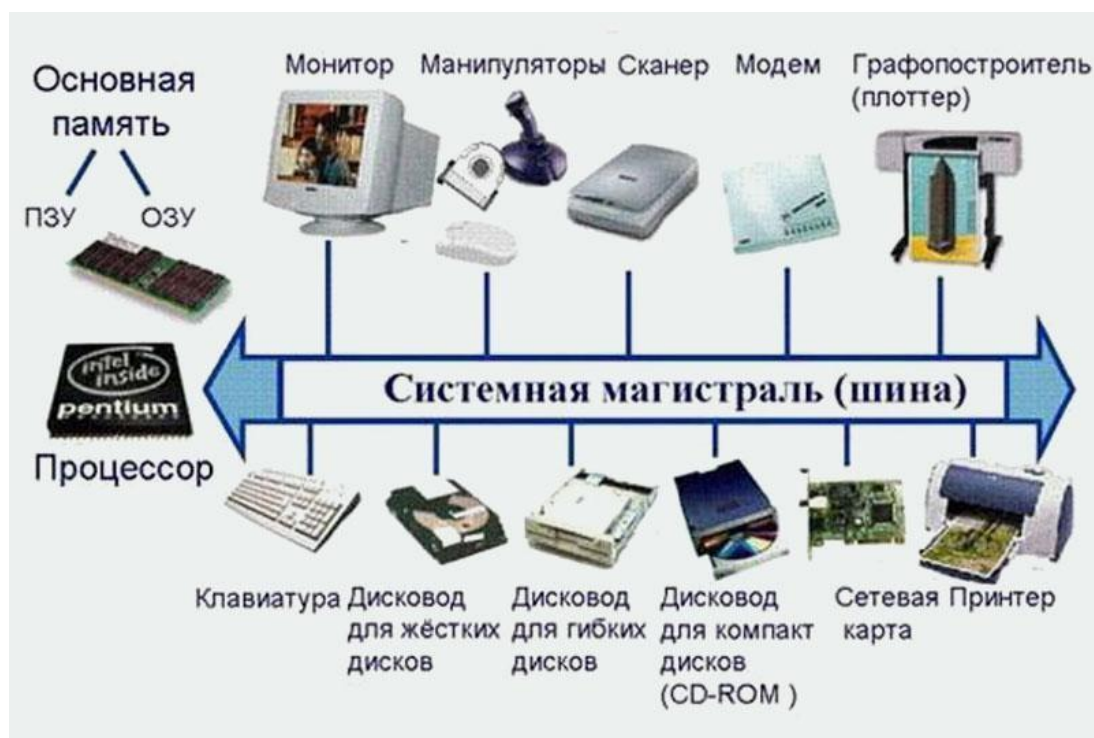 Основная
память
ПЗУ
ОЗУ
Монитор
Манипуляторы
Сканер
Модем
Графопостроитель
(плоттер)
intel
inside
pentium
Процессор
Системная магистраль (шина)
Клавиатура
Дисковод
для жёстких
дисков
Дисковод
для гибких
дисков
Дисковод
для компакт
дисков
(CD-ROM )
Сетевая
карта
Принтер